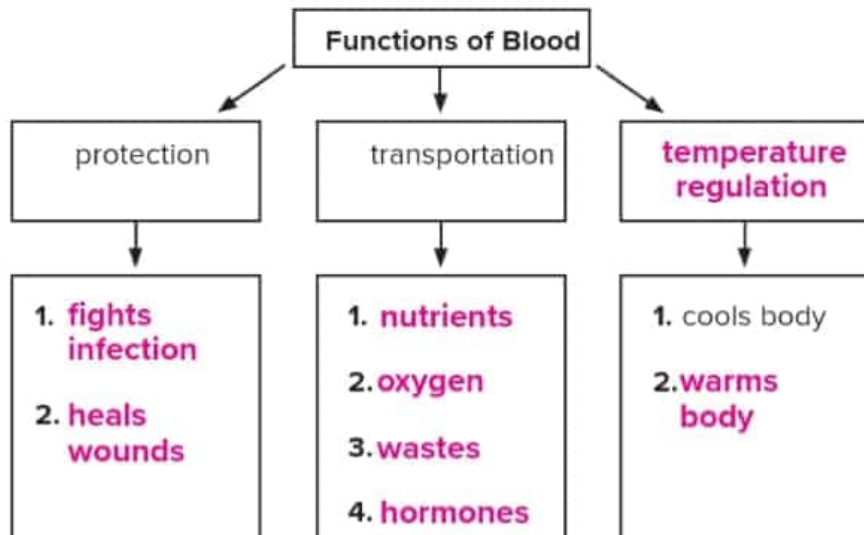 Functions of Blood
protection
transportation
temperature
regulation
1. fights
infection
2. heals
wounds
1. nutrients
2. oxygen
3. wastes
4. hormones
1. cools body
2. warms
body